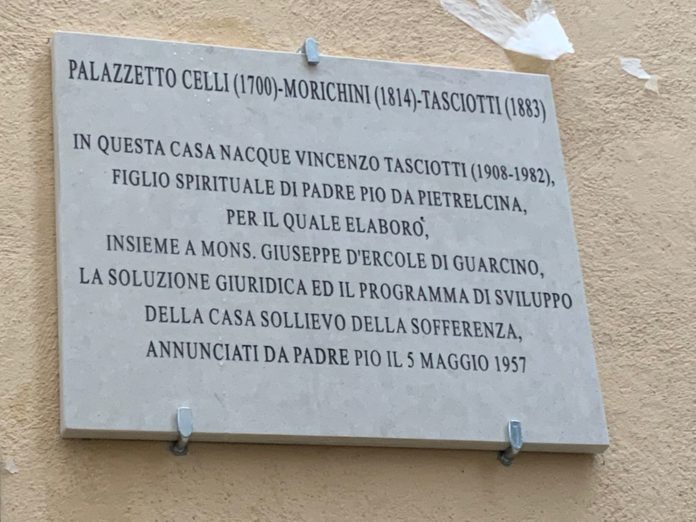 PALAZZETTO CELLI (1700)-MORICHINI (1814)-TASCIOTTI (1883)
IN QUESTA CASA NACQUE VINCENZO TASCIOTTI (1908-1982),
FIGLIO SPIRITUALE DI PADRE PIO DA PIETRELCINA,
PER IL QUALE ELABORO',
INSIEME A MONS. GIUSEPPE D'ERCOLE DI GUARCINO,
LA SOLUZIONE GIURIDICA ED IL PROGRAMMA DI SVILUPPO
DELLA CASA SOLLIEVO DELLA SOFFERENZA,
ANNUNCIATI DA PADRE PIO IL 5 MAGGIO 1957